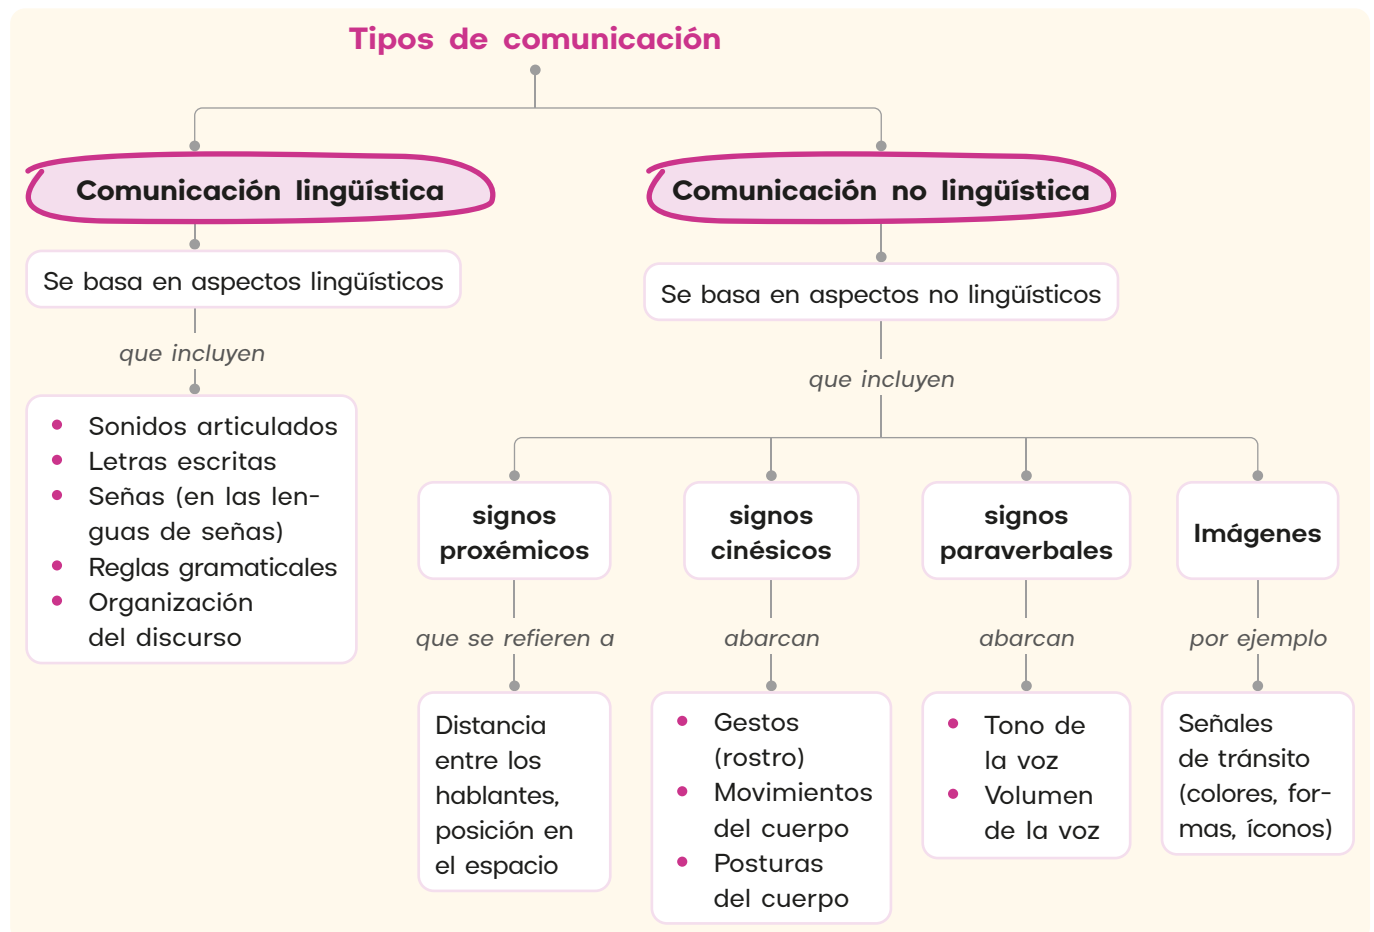 Tipos de comunicación
Comunicación lingüística
Se basa en aspectos lingüísticos
que incluyen
Sonidos articulados
Letras escritas
Señas (en las len-
guas de señas)
Reglas gramaticales
Organización
del discurso
Comunicación no lingüística
Se basa en aspectos no lingüísticos
que incluyen
signos
proxémicos
que se refieren a
Distancia
entre los
hablantes,
posición en
el espacio
signos
cinésicos
abarcan
Gestos
(rostro)
Movimientos
del cuerpo
Posturas
del cuerpo
signos
paraverbales
abarcan
Tono de
la voz
Volumen
de la voz
Imágenes
por ejemplo
Señales
de tránsito
(colores, for-
mas, íconos)